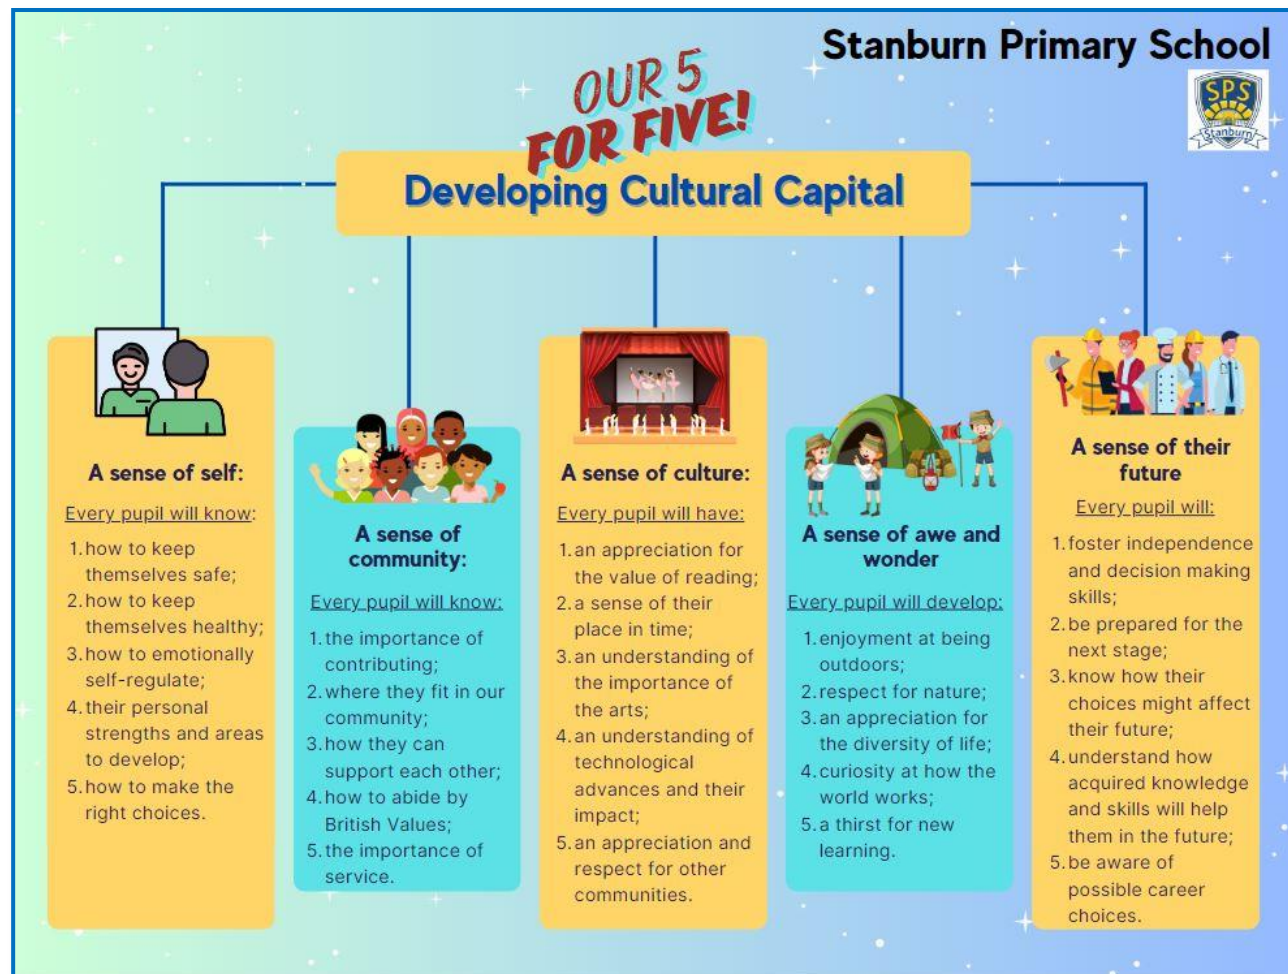 Stanburn Primary School
SPS
Stanburn
OUR 5
FOR FIVE!
Developing Cultural Capital
A sense of self:
Every pupil will know:
1. how to keep
themselves safe;
2. how to keep
themselves healthy;
3. how to emotionally
self-regulate;
4. their personal
strengths and areas
to develop;
5. how to make the
right choices.
A sense of
community:
Every pupil will know:
1. the importance of
contributing;
2. where they fit in our
community;
3. how they can
support each other;
4. how to abide by
British Values;
5. the importance of
service.
A sense of culture:
Every pupil will have:
1. an appreciation for
the value of reading;
2. a sense of their
place in time;
3. an understanding of
the importance of
the arts;
4. an understanding of
technological
advances and their
impact;
5. an appreciation and
respect for other
communities.
A sense of awe and
wonder
Every pupil will develop:
1. enjoyment at being
outdoors;
2. respect for nature;
3. an appreciation for
the diversity of life;
4. curiosity at how the
world works;
5. a thirst for new
learning.
A sense of their
future
Every pupil will:
1. foster independence
and decision making
skills;
2. be prepared for the
next stage;
3. know how their
choices might affect
their future;
4. understand how
acquired knowledge
and skills will help
them in the future;
5. be aware of
possible career
choices.